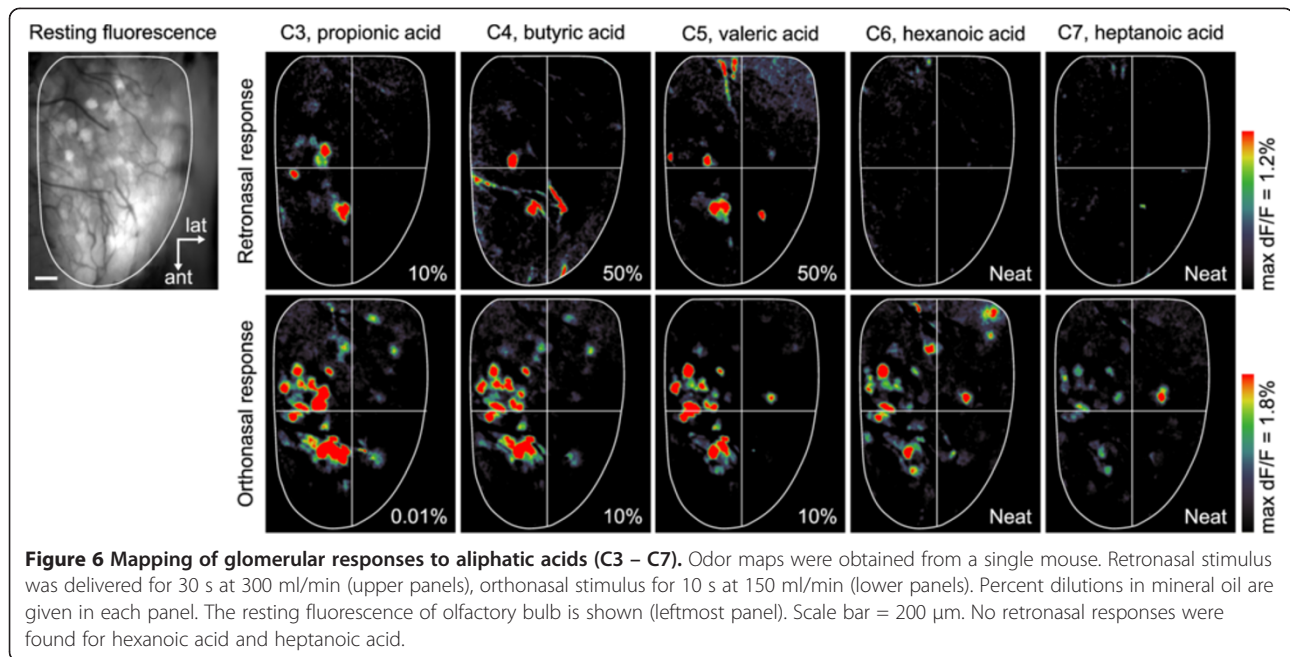 Resting fluorescence
C3, propionic acid
C4, butyric acid
C5, valeric acid
C6, hexanoic acid
C7, heptanoic acid
lat
ant
Retronasal response
10%
50%
50%
Neat
Neat
max dF/F = 1.2%
Orthonasal response
0.01%
10%
10%
Neat
Neat
max dF/F = 1.8%
Figure 6 Mapping of glomerular responses to aliphatic acids (C3 – C7). Odor maps were obtained from a single mouse. Retronasal stimulus
was delivered for 30 s at 300 ml/min (upper panels), orthonasal stimulus for 10 s at 150 ml/min (lower panels). Percent dilutions in mineral oil are
given in each panel. The resting fluorescence of olfactory bulb is shown (leftmost panel). Scale bar = 200 μm. No retronasal responses were
found for hexanoic acid and heptanoic acid.